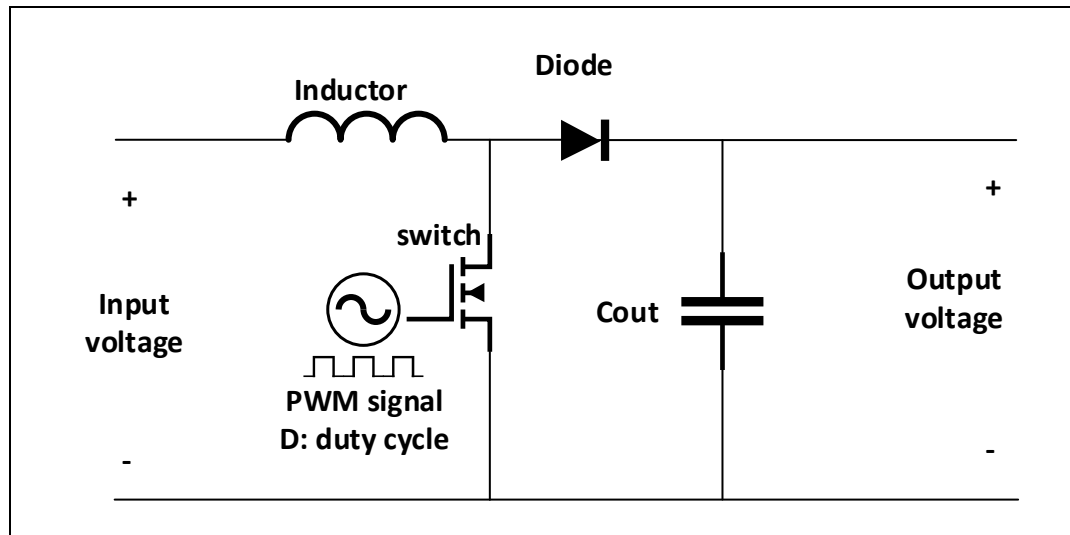 Diode
Inductor
+
+
switch
Input
voltage
Cout
Output
voltage
PWM signal
D: duty cycle
-
-